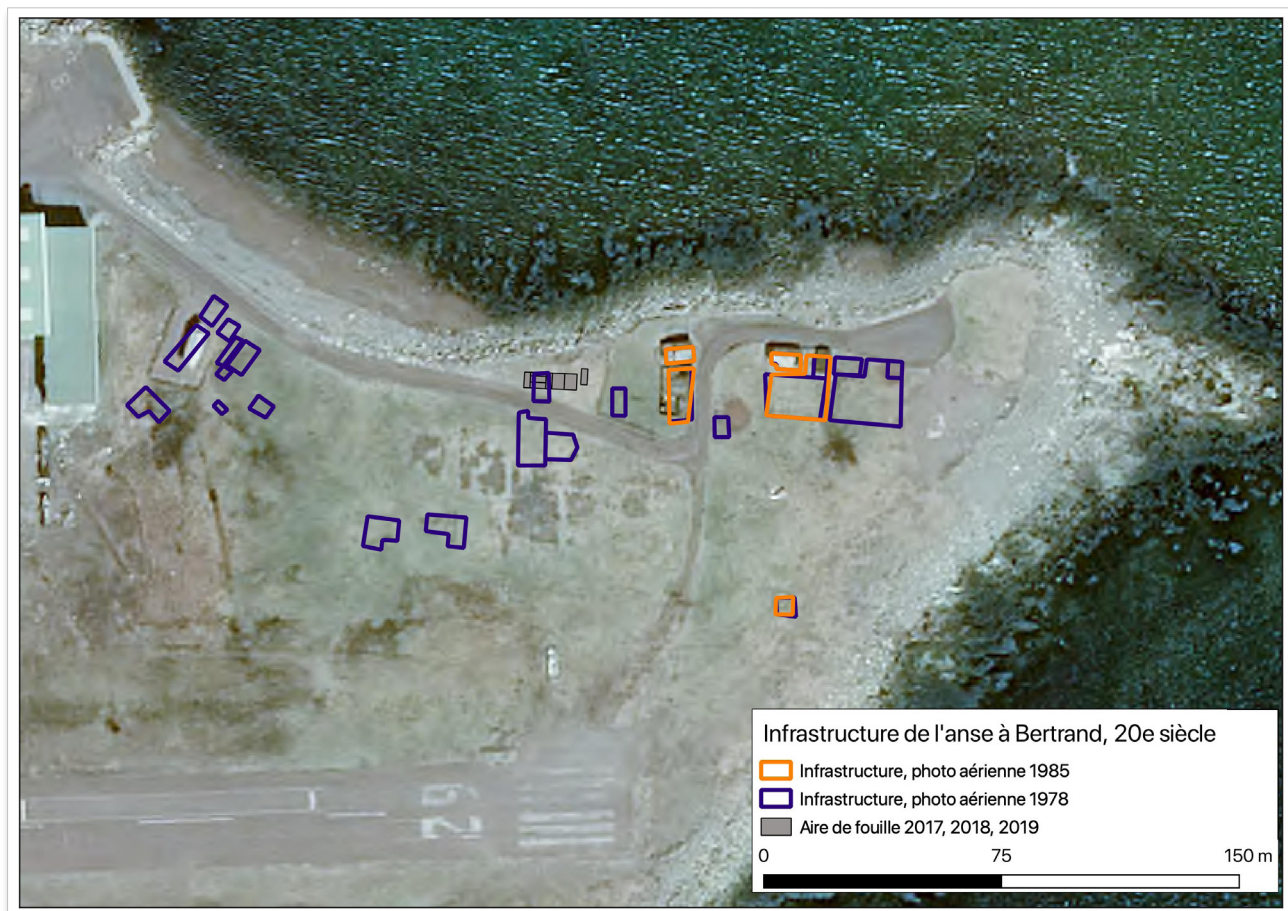 29
Infrastructure de l'anse à Bertrand, 20e siècle
Infrastructure, photo aérienne 1985
Infrastructure, photo aérienne 1978
Aire de fouille 2017, 2018, 2019
0 75 150 m